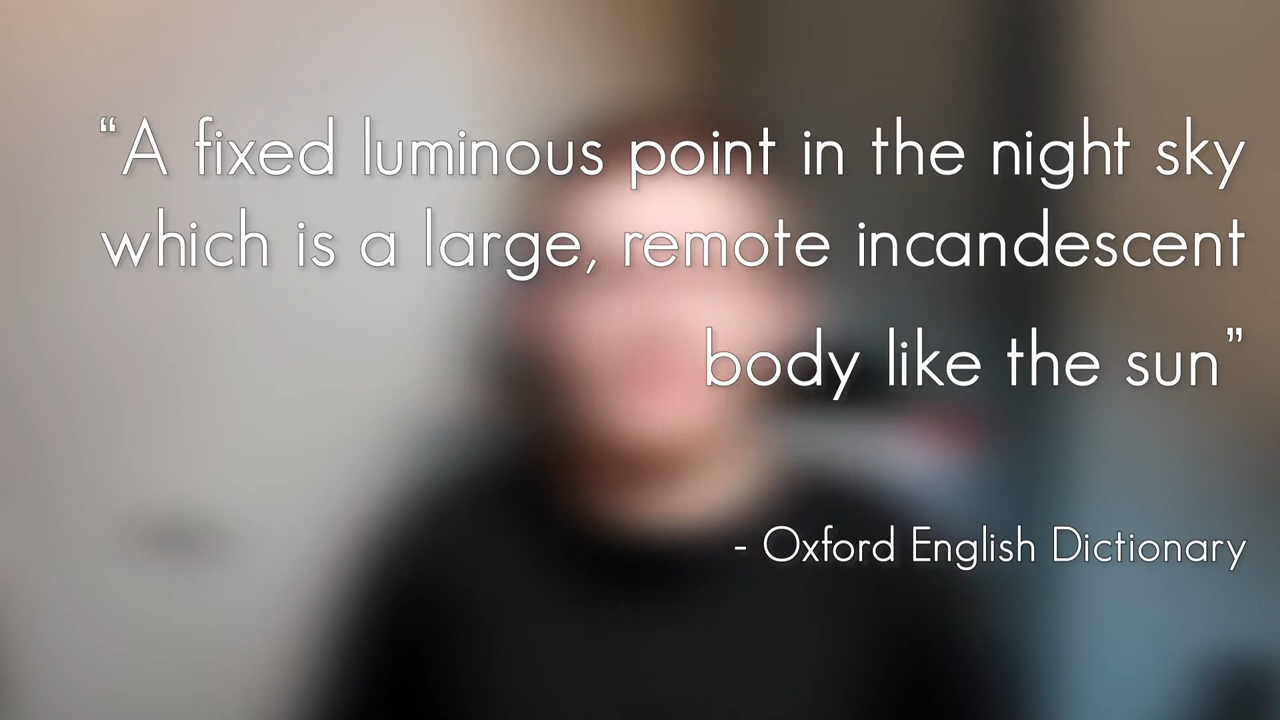 “A fixed luminous point in the night sky
which is a large, remote incandescent
body like the sun”
- Oxford English Dictionary